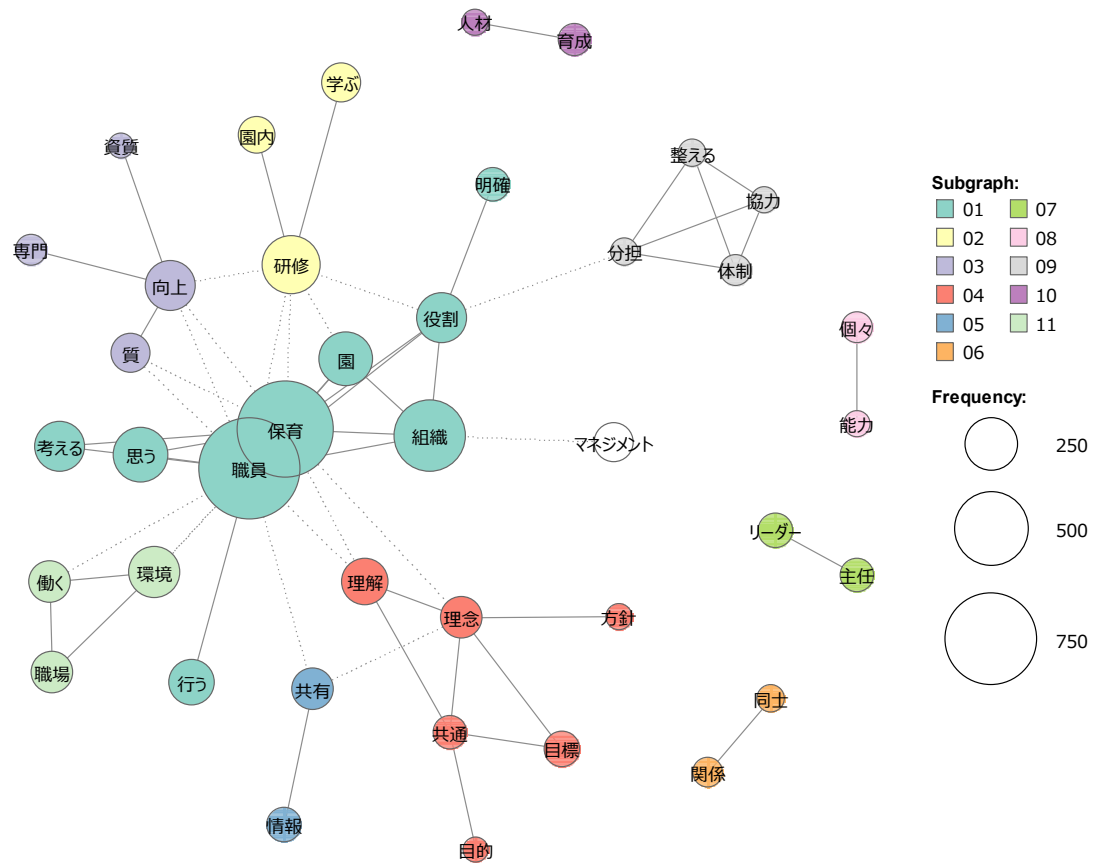 人材
育成
学ぶ
園内
資質
整える
明確
協力
専門
研修
分担
体制
向上
役割
個々
質
園
能力
保育
組織
マネジメント
考える
思う
職員
リーダー
働く
環境
理解
主任
理念
方針
職場
行う
共有
同士
共通
目標
関係
情報
目的
Subgraph:
01 07
02 08
03 09
04 10
05 11
06
Frequency:
250
500
750